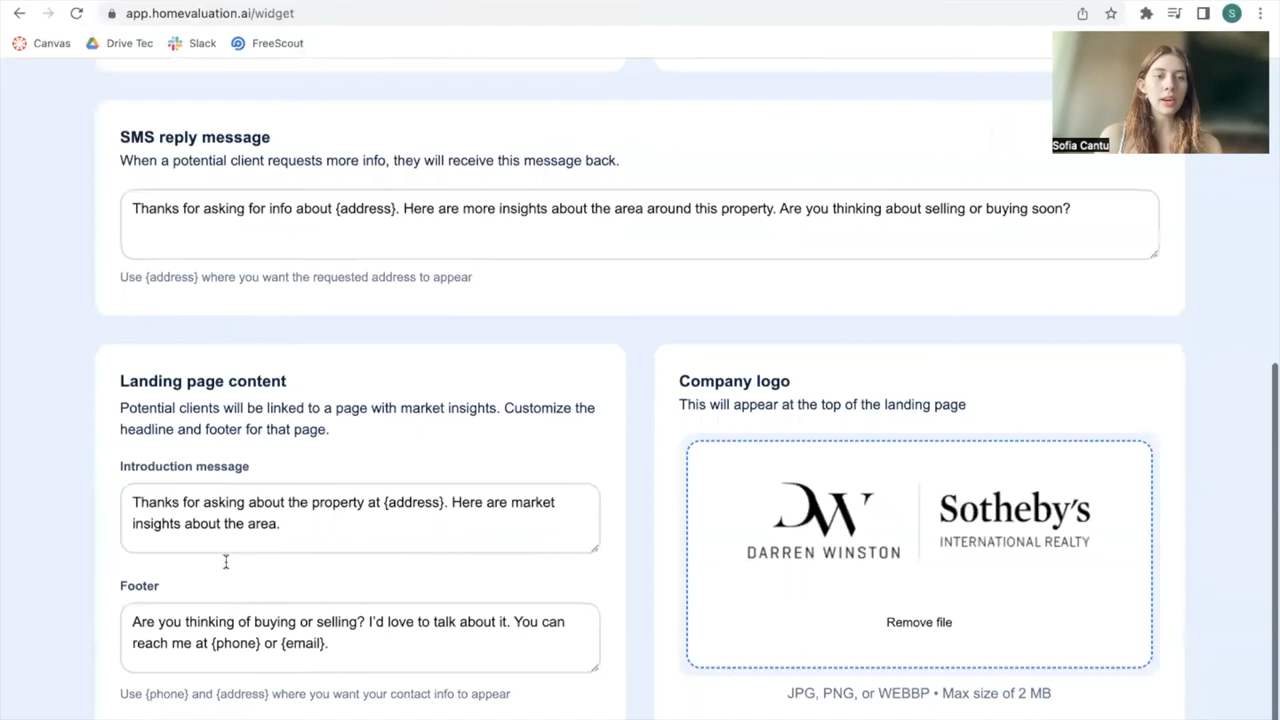 app.homevaluation.ai/widget
S
Canvas
Drive Tec
Slack
FreeScout
Sofia Cantu
SMS reply message
When a potential client requests more info, they will receive this message back.
Thanks for asking for info about {address}. Here are more insights about the area around this property. Are you thinking about selling or buying soon?
Use {address} where you want the requested address to appear
Landing page content
Potential clients will be linked to a page with market insights. Customize the
headline and footer for that page.
Introduction message
Thanks for asking about the property at {address}. Here are market
insights about the area.
Footer
Are you thinking of buying or selling? I'd love to talk about it. You can
reach me at {phone} or {email}.
Use {phone} and {address} where you want your contact info to appear
Company logo
This will appear at the top of the landing page
DW
DARREN WINSTON
Sotheby's
INTERNATIONAL REALTY
Remove file
JPG, PNG, or WEBBP • Max size of 2 MB